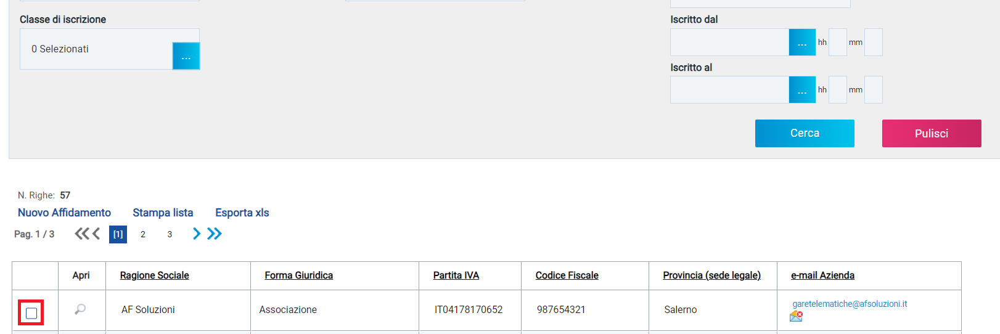 Classe di iscrizione
0 Selezionati
...
Iscritto dal
... hh mm
Iscritto al
... hh mm
Cerca Pulisci
N. Righe: 57
Nuovo Affidamento Stampa lista Esporta xls
Pag. 1 / 3 [1] 2 3
Apri Ragione Sociale Forma Giuridica Partita IVA Codice Fiscale Provincia (sede legale) e-mail Azienda
AF Soluzioni Associazione IT04178170652 987654321 Salerno garetelematiche@afsoluzioni.it